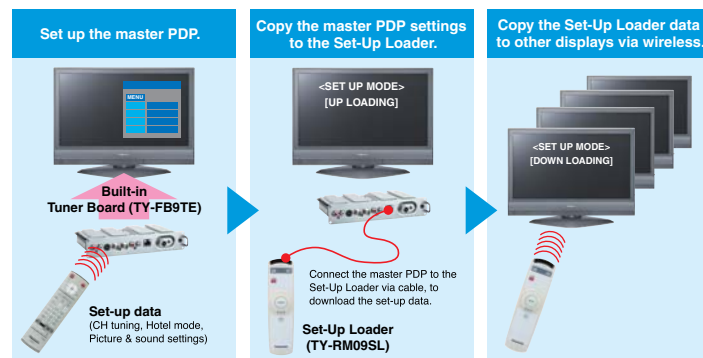 Set up the master PDP.
MENU
Built-in
Tuner Board (TY-FB9TE)
Set-up data
(CH tuning, Hotel mode,
Picture & sound settings)
Copy the master PDP settings
to the Set-Up Loader.
<SET UP MODE>
[UP LOADING]
Connect the master PDP to the
Set-Up Loader via cable, to
download the set-up data.
Set-Up Loader
(TY-RM09SL)
Copy the Set-Up Loader data
to other displays via wireless.
<SET UP MODE>
[DOWN LOADING]